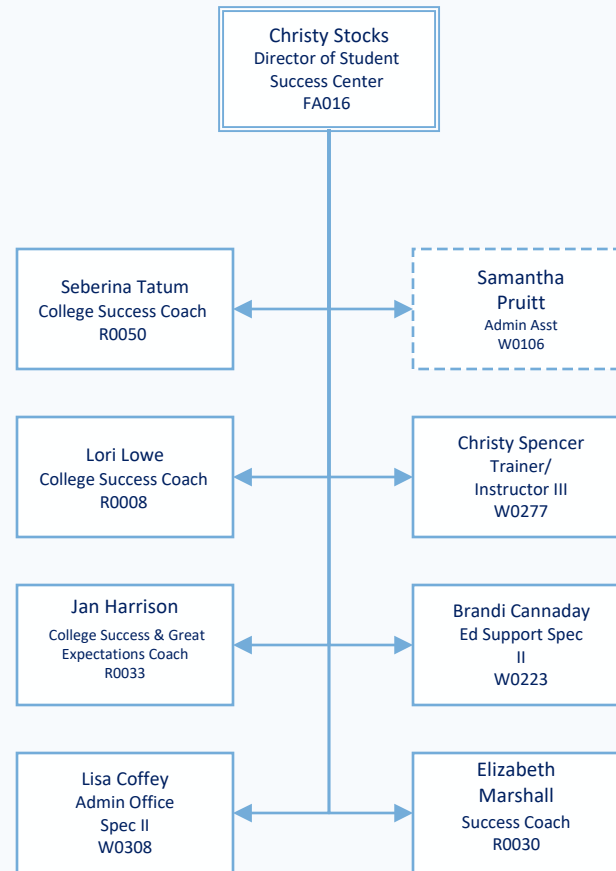 Christy Stocks
Director of Student
Success Center
FA016
Seberina Tatum
College Success Coach
R0050
Samantha
Pruitt
Admin Asst
W0106
Lori Lowe
College Success Coach
R0008
Christy Spencer
Trainer/
Instructor III
W0277
Jan Harrison
College Success & Great
Expectations Coach
R0033
Brandi Cannaday
Ed Support Spec
II
W0223
Lisa Coffey
Admin Office
Spec II
W0308
Elizabeth
Marshall
Success Coach
R0030